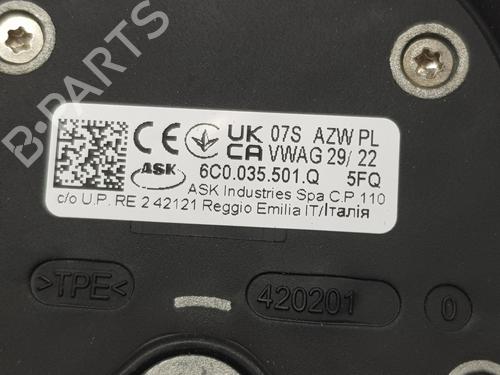 B-PARTS
CE UK CA 07S AZW PL
VWAG 29/ 22
ASK 6C0.035.501.Q 5FQ
ASK Industries Spa C.P. 110
c/o U.P. RE 2 42121 Reggio Emilia IT/Італія
>TPE<
420201
0